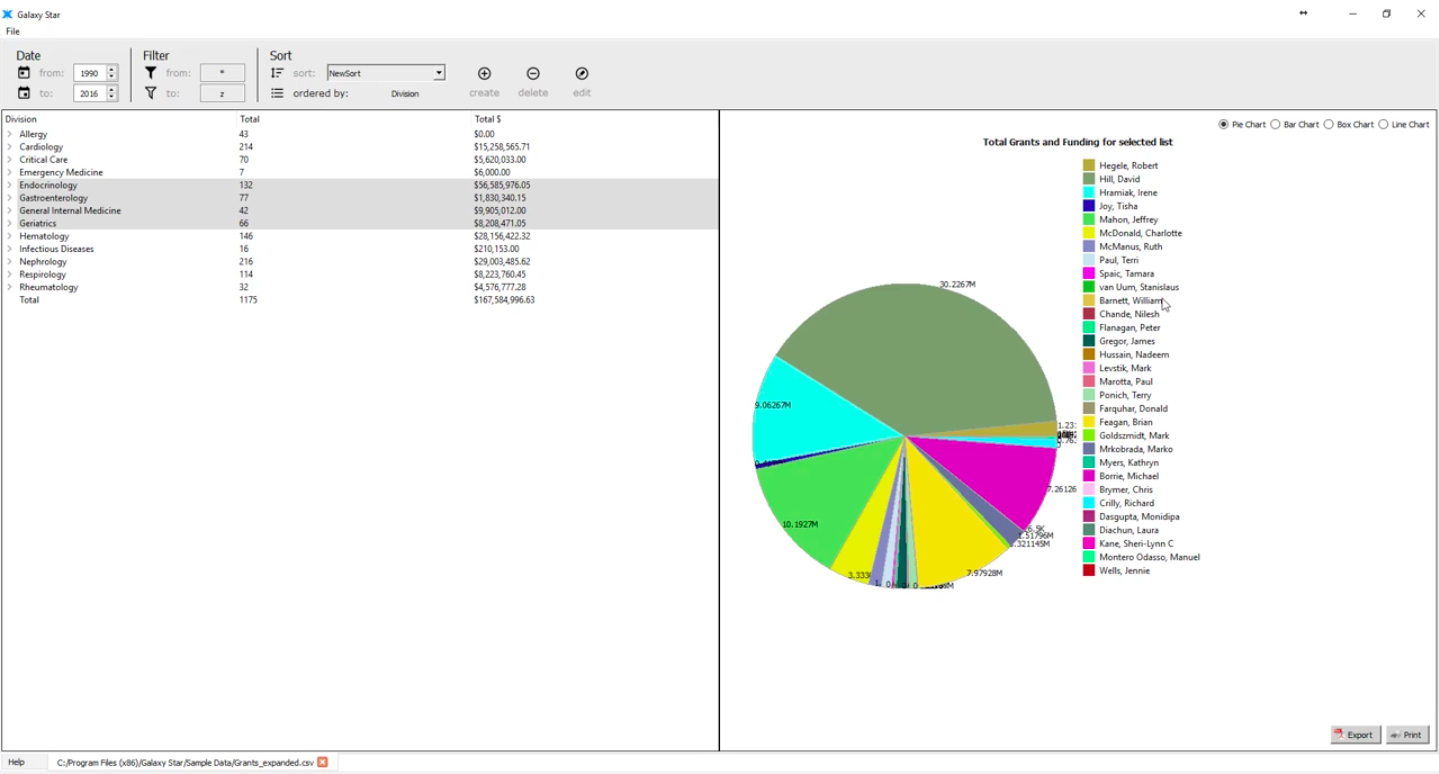 Galaxy Star
File
Date
from: 1990
to: 2016
Filter
from: *
to: z
Sort
sort: NewSort
ordered by: Division
create delete edit
Division Total Total $
Allergy 43 $0.00
Cardiology 214 $15,258,565.71
Critical Care 70 $5,620,033.00
Emergency Medicine 7 $6,000.00
Endocrinology 132 $56,585,976.05
Gastroenterology 77 $1,830,340.15
General Internal Medicine 42 $9,905,012.00
Geriatrics 66 $8,208,471.05
Hematology 146 $28,156,422.32
Infectious Diseases 16 $210,153.00
Nephrology 216 $29,003,485.62
Respirology 114 $8,223,760.45
Rheumatology 32 $4,576,777.28
Total 1175 $167,584,996.63
Pie Chart Bar Chart Box Chart Line Chart
Total Grants and Funding for selected list
30.2267M
9.06267M
10.1927M
7.97928M
7.26126
Hegele, Robert
Hill, David
Hramiak, Irene
Joy, Tisha
Mahon, Jeffrey
McDonald, Charlotte
McManus, Ruth
Paul, Terri
Spaic, Tamara
van Uum, Stanislaus
Barnett, William
Chande, Nilesh
Flanagan, Peter
Gregor, James
Hussain, Nadeem
Levstik, Mark
Marotta, Paul
Ponich, Terry
Farquhar, Donald
Feagan, Brian
Goldszmidt, Mark
Mrkobrada, Marko
Myers, Kathryn
Borrie, Michael
Brymer, Chris
Crilly, Richard
Dasgupta, Monidipa
Diachun, Laura
Kane, Sheri-Lynn C
Montero Odasso, Manuel
Wells, Jennie
Export Print
Help C:/Program Files (x86)/Galaxy Star/Sample Data/Grants_expanded.csv